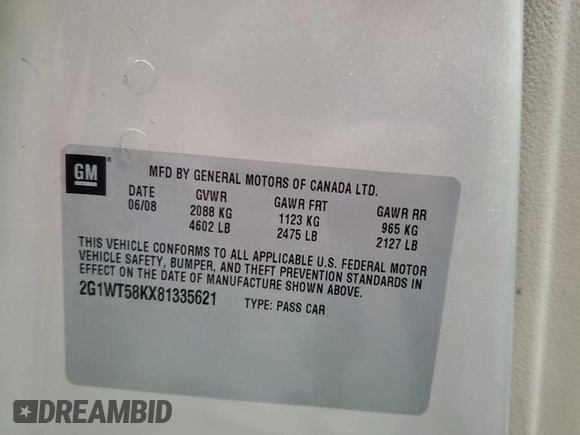 GM
®
MFD BY GENERAL MOTORS OF CANADA LTD.
DATE GVWR GAWR FRT GAWR RR
06/08 2088 KG 1123 KG 965 KG
4602 LB 2475 LB 2127 LB
THIS VEHICLE CONFORMS TO ALL APPLICABLE U.S. FEDERAL MOTOR
VEHICLE SAFETY, BUMPER, AND THEFT PREVENTION STANDARDS IN
EFFECT ON THE DATE OF MANUFACTURE SHOWN ABOVE.
2G1WT58KX81335621 TYPE: PASS CAR
DREAMBID